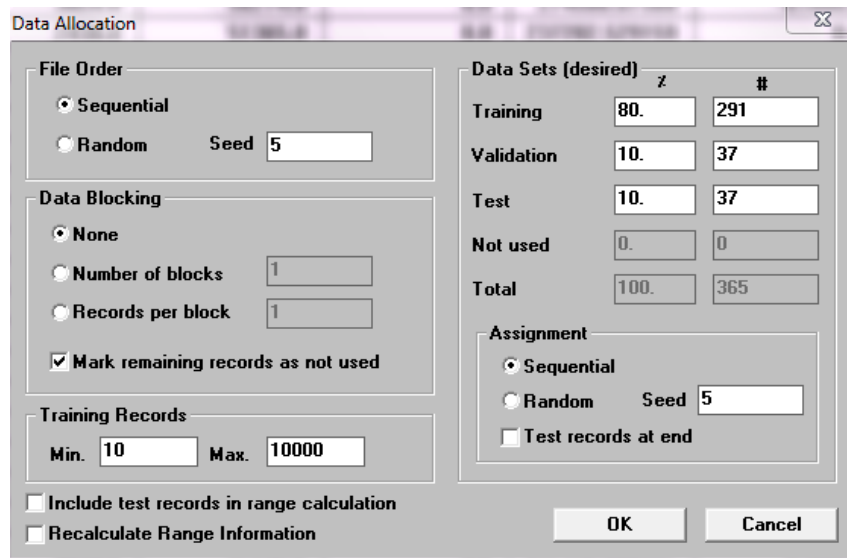 Data Allocation
File Order
Sequential
Random Seed 5
Data Blocking
None
Number of blocks 1
Records per block 1
Mark remaining records as not used
Training Records
Min. 10 Max. 10000
Include test records in range calculation
Recalculate Range Information
Data Sets (desired)
% #
Training 80. 291
Validation 10. 37
Test 10. 37
Not used 0. 0
Total 100. 365
Assignment
Sequential
Random Seed 5
Test records at end
OK Cancel